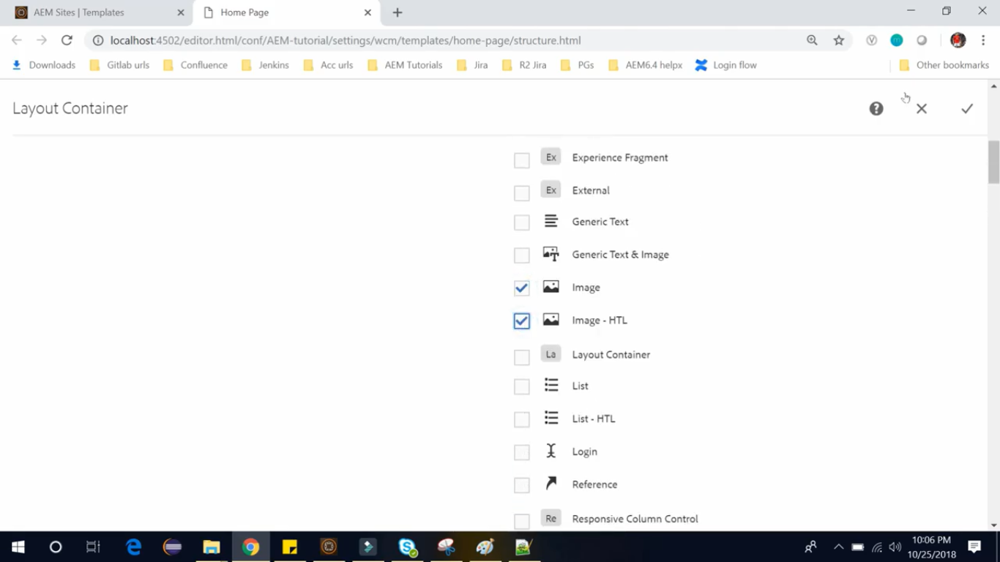 AEM Sites | Templates
Home Page
localhost:4502/editor.html/conf/AEM-tutorial/settings/wcm/templates/home-page/structure.html
Downloads Gitlab urls Confluence Jenkins Acc urls AEM Tutorials Jira R2 Jira PGs AEM6.4 helpx Login flow Other bookmarks
Layout Container
Ex Experience Fragment
Ex External
Generic Text
Generic Text & Image
Image
Image - HTL
La Layout Container
List
List - HTL
Login
Reference
Re Responsive Column Control
10:06 PM
10/25/2018